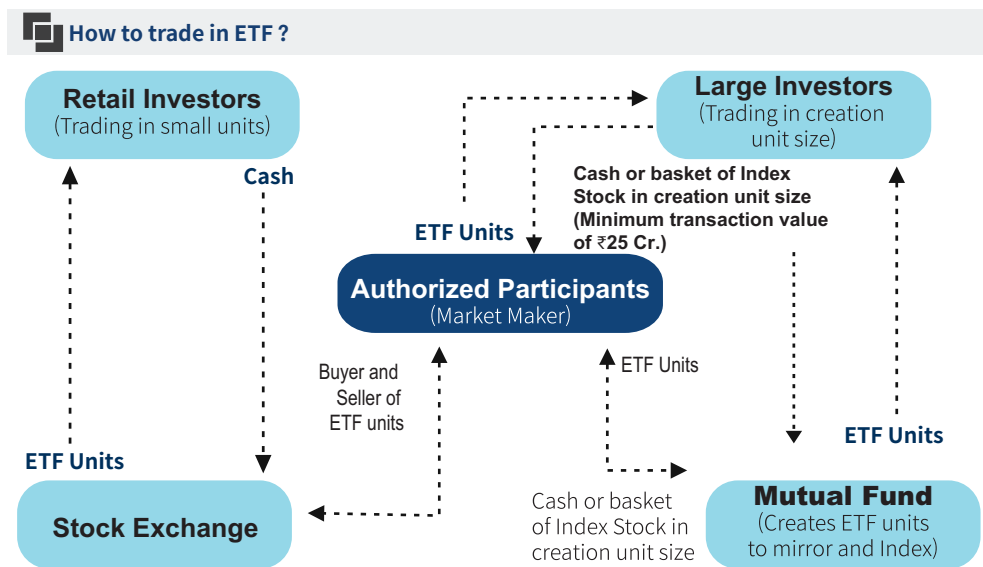 How to trade in ETF ?
Retail Investors
(Trading in small units)
Large Investors
(Trading in creation
unit size)
Cash
ETF Units
Cash or basket of Index
Stock in creation unit size
(Minimum transaction value
of ₹25 Cr.)
Authorized Participants
(Market Maker)
Buyer and
Seller of
ETF units
ETF Units
ETF Units
ETF Units
Stock Exchange
Cash or basket
of Index Stock in
creation unit size
Mutual Fund
(Creates ETF units
to mirror and Index)